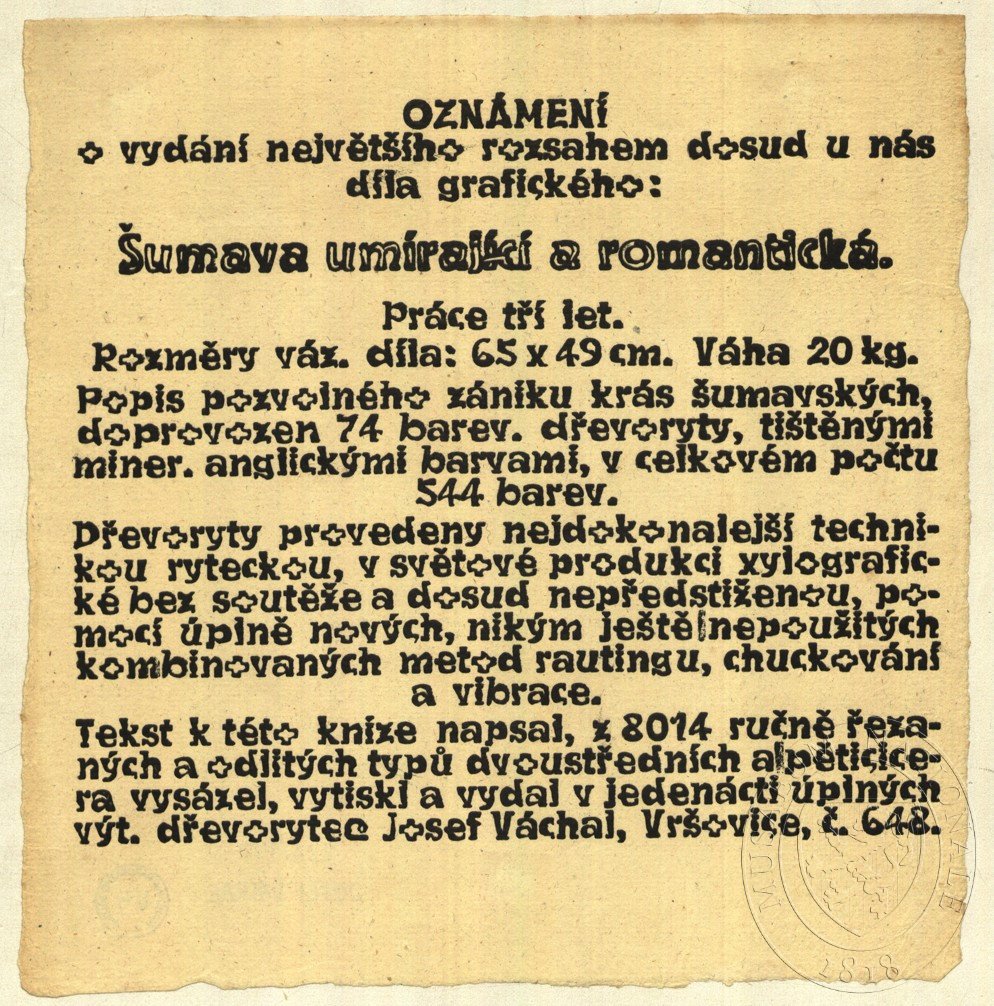 OZNÁMENÍ
o vydání největšího rozsahem dosud u nás
díla grafického:
Šumava umírající a romantická.
Práce tří let.
Rozměry váz. díla: 65 x 49 cm. Váha 20 kg.
Popis pozvolného zániku krás šumavských,
doprovozen 74 barev. dřevoryty, tištěnými
miner. anglickými barvami, v celkovém počtu
544 barev.
Dřevoryty provedeny nejdokonalejší techni-
kou ryteckou, v světové produkci xylografic-
ké bez soutěže a dosud nepředstiženou, po-
mocí úplně nových, nikým ještě nepoužitých
kombinovaných metod rautingu, chuckování
a vibrace.
Tekst k této knize napsal, z 8014 ručně řeza-
ných a odlitých typů dvoustředních alpěticice-
ra vysázel, vytiskl a vydal v jedenácti úplných
výt. dřevorytec Josef Váchal, Vršovice, č. 648.
1818